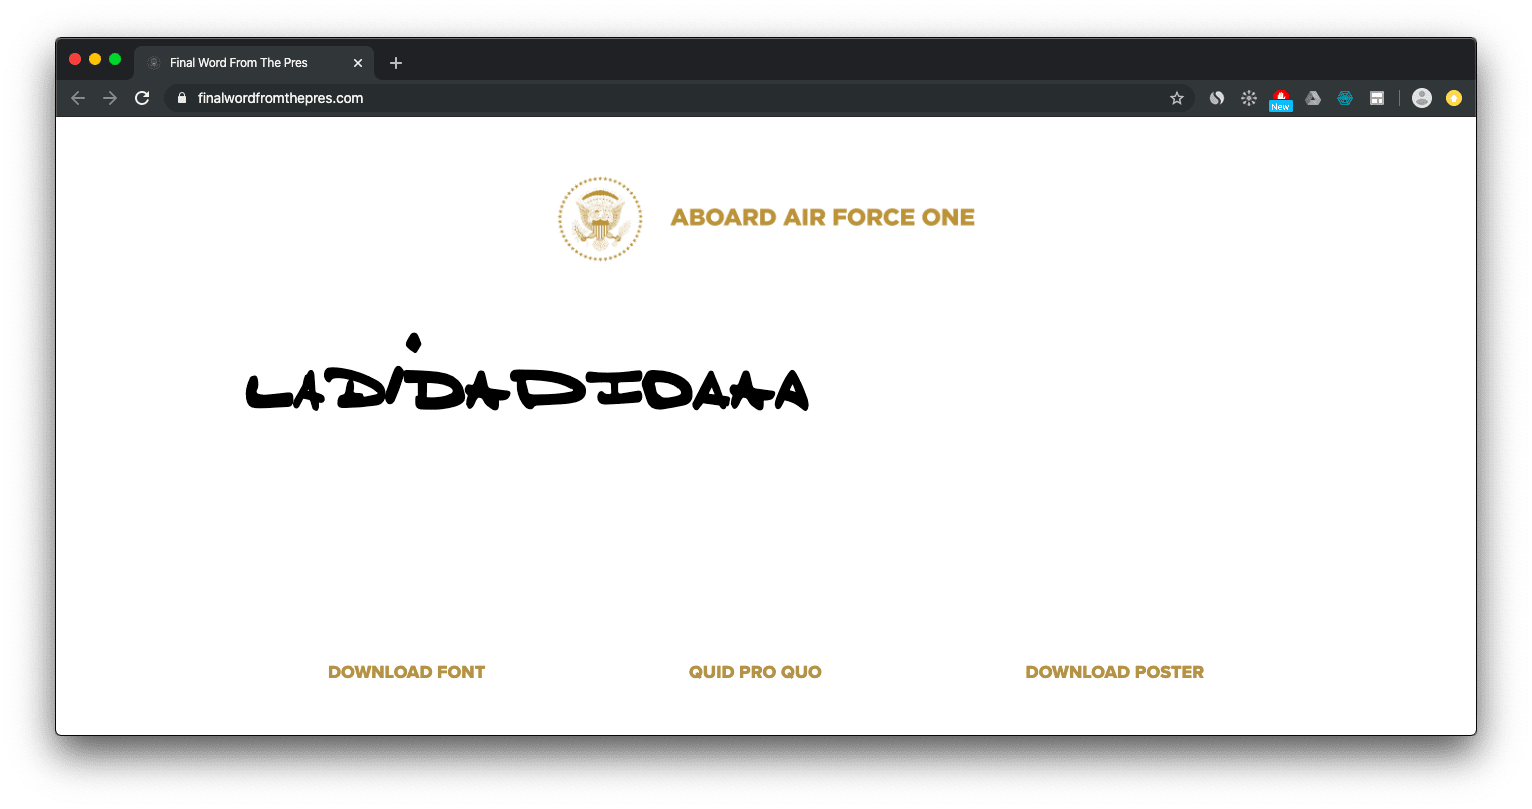 Final Word From The Pres
finalwordfromthepres.com
New
ABOARD AIR FORCE ONE
LADiDADIDAAA
DOWNLOAD FONT
QUID PRO QUO
DOWNLOAD POSTER